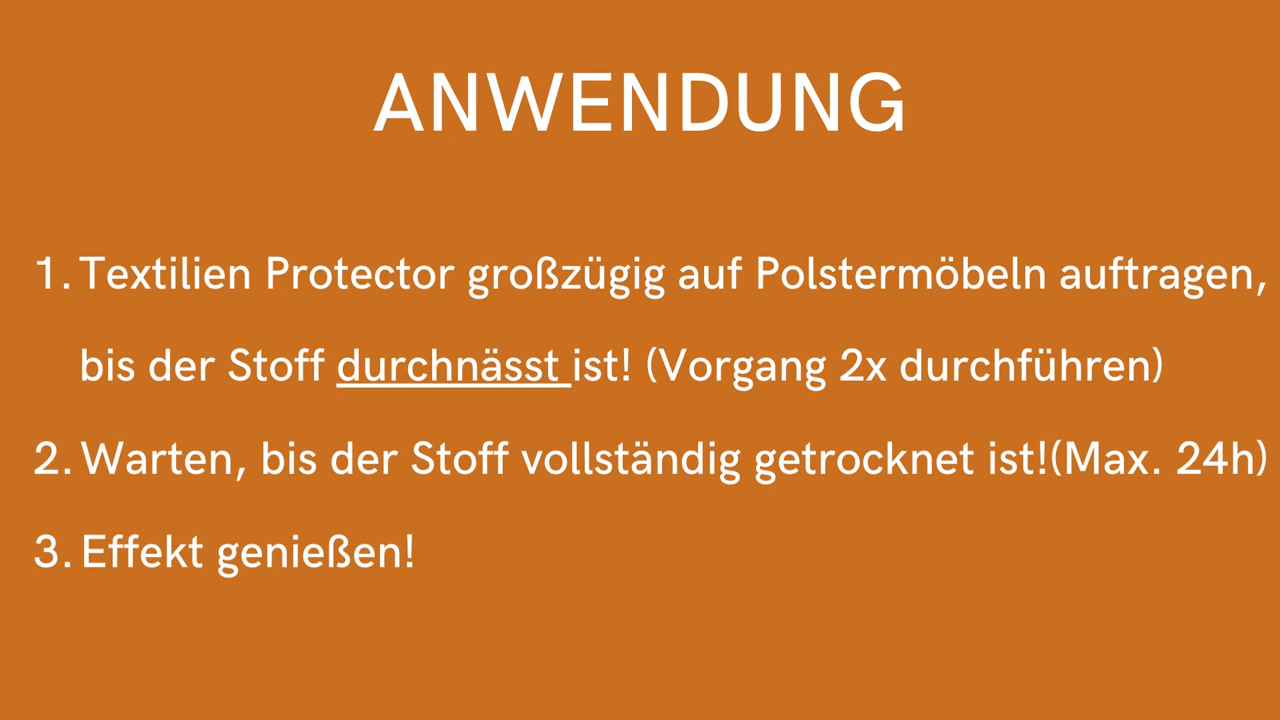 ANWENDUNG
1. Textilien Protector großzügig auf Polstermöbeln auftragen,
bis der Stoff durchnässt ist! (Vorgang 2x durchführen)
2. Warten, bis der Stoff vollständig getrocknet ist!(Max. 24h)
3. Effekt genießen!